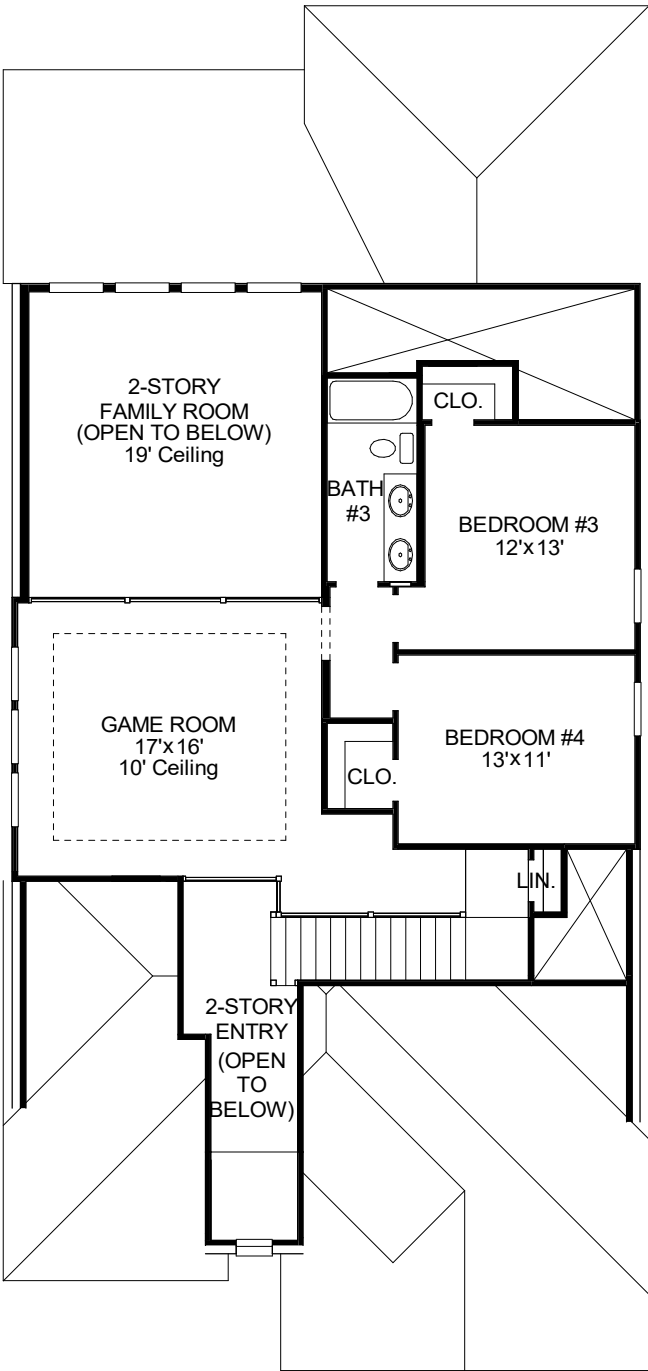 2-STORY
FAMILY ROOM
(OPEN TO BELOW)
19' Ceiling
CLO.
BATH
#3
BEDROOM #3
12'x13'
GAME ROOM
17'x16'
10' Ceiling
BEDROOM #4
13'x11'
CLO.
LIN.
2-STORY
ENTRY
(OPEN
TO
BELOW)